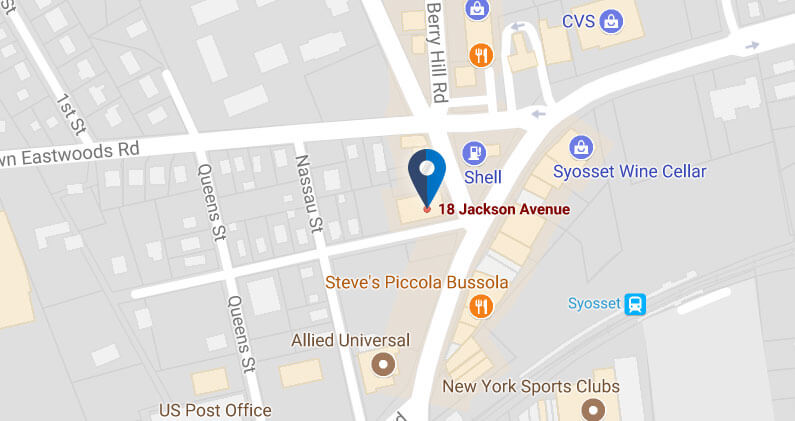 CVS
Berry Hill Rd
1st St
wn Eastwoods Rd
Shell
Syosset Wine Cellar
Queens St
Nassau St
18 Jackson Avenue
Steve's Piccola Bussola
Syosset
Queens St
Allied Universal
New York Sports Clubs
US Post Office
d